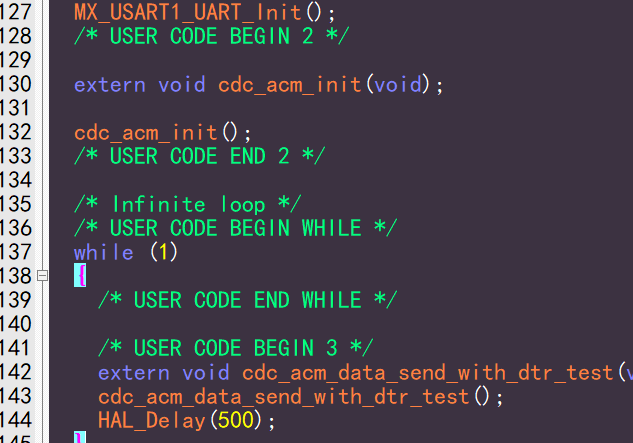 127 MX_USART1_UART_Init();
128 /* USER CODE BEGIN 2 */
129
130 extern void cdc_acm_init(void);
131
132 cdc_acm_init();
133 /* USER CODE END 2 */
134
135 /* Infinite loop */
136 /* USER CODE BEGIN WHILE */
137 while (1)
138 {
139 /* USER CODE END WHILE */
140
141 /* USER CODE BEGIN 3 */
142 extern void cdc_acm_data_send_with_dtr_test(v
143 cdc_acm_data_send_with_dtr_test();
144 HAL_Delay(500);
145 }